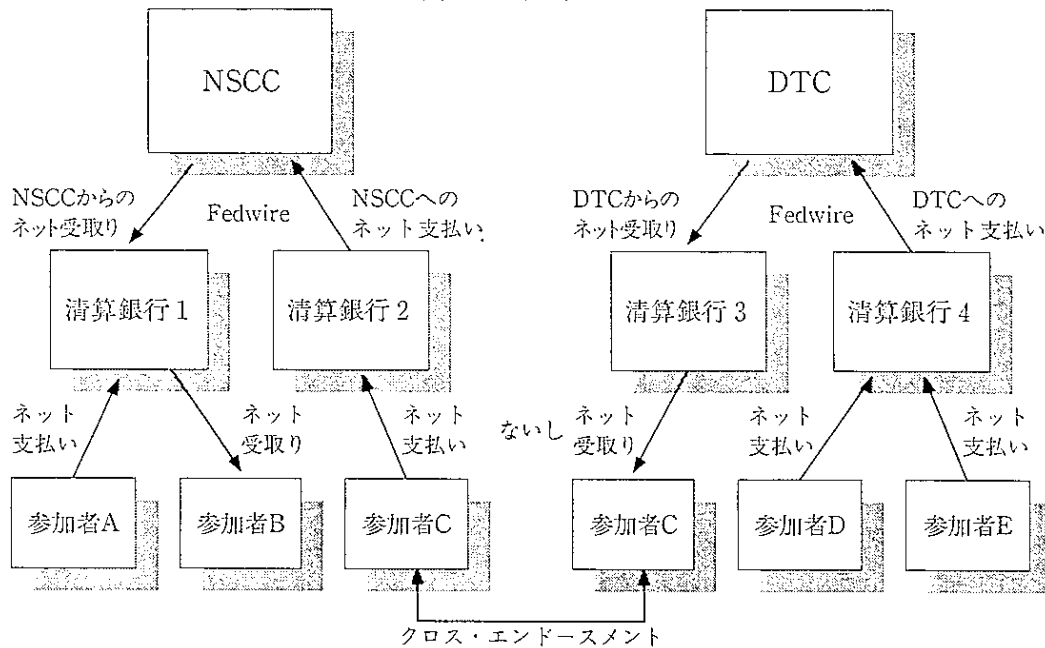 NSCC
DTC
NSCCからの
ネット受取り
Fedwire
NSCCへの
ネット支払い
DTCからの
ネット受取り
Fedwire
DTCへの
ネット支払い
清算銀行1
清算銀行2
清算銀行3
清算銀行4
ネット
支払い
ネット
受取り
ネット
支払い
ないし
ネット
受取り
ネット
支払い
ネット
支払い
参加者A
参加者B
参加者C
参加者C
参加者D
参加者E
クロス・エンドースメント